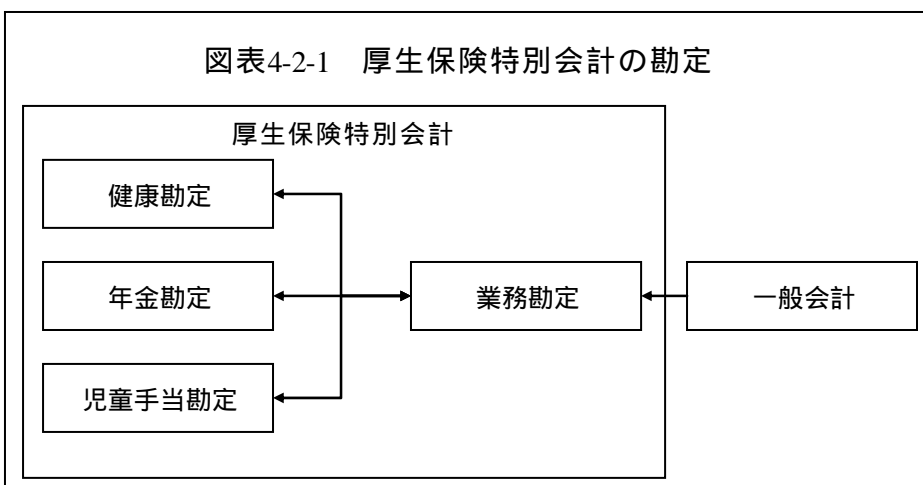 図表4-2-1　厚生保険特別会計の勘定
厚生保険特別会計
健康勘定
年金勘定
業務勘定
一般会計
児童手当勘定